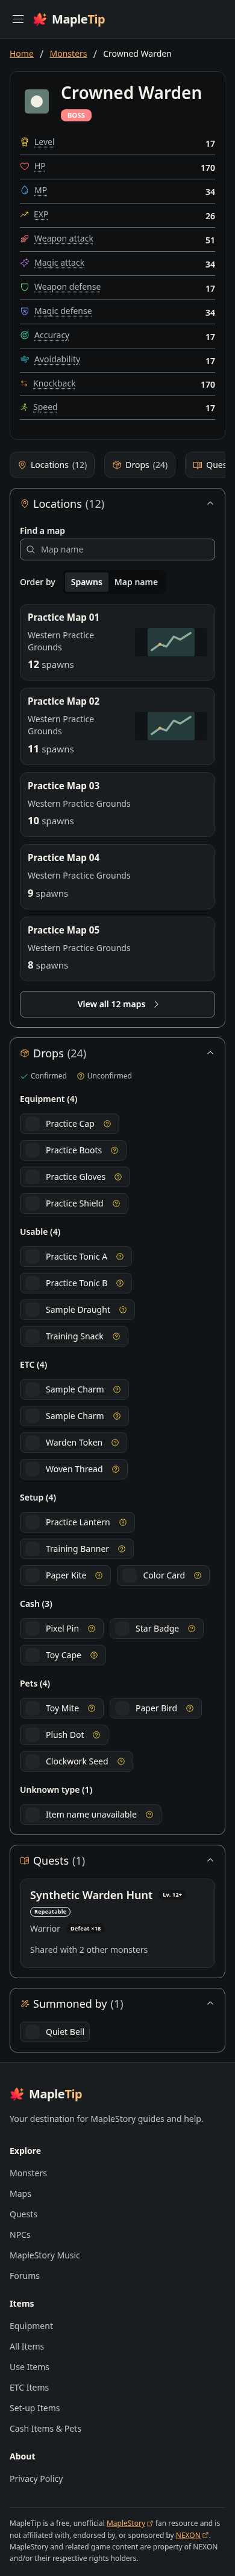 MapleTip
Home / Monsters / Crowned Warden
Crowned Warden
BOSS
Level 17
HP 170
MP 34
EXP 26
Weapon attack 51
Magic attack 34
Weapon defense 17
Magic defense 34
Accuracy 17
Avoidability 17
Knockback 170
Speed 17
Locations (12) Drops (24) Ques
Locations (12)
Find a map
Map name
Order by Spawns Map name
Practice Map 01
Western Practice
Grounds
12 spawns
Practice Map 02
Western Practice
Grounds
11 spawns
Practice Map 03
Western Practice Grounds
10 spawns
Practice Map 04
Western Practice Grounds
9 spawns
Practice Map 05
Western Practice Grounds
8 spawns
View all 12 maps
Drops (24)
Confirmed Unconfirmed
Equipment (4)
Practice Cap
Practice Boots
Practice Gloves
Practice Shield
Usable (4)
Practice Tonic A
Practice Tonic B
Sample Draught
Training Snack
ETC (4)
Sample Charm
Sample Charm
Warden Token
Woven Thread
Setup (4)
Practice Lantern
Training Banner
Paper Kite Color Card
Cash (3)
Pixel Pin Star Badge
Toy Cape
Pets (4)
Toy Mite Paper Bird
Plush Dot
Clockwork Seed
Unknown type (1)
Item name unavailable
Quests (1)
Synthetic Warden Hunt Lv. 12+
Repeatable
Warrior Defeat ×18
Shared with 2 other monsters
Summoned by (1)
Quiet Bell
MapleTip
Your destination for MapleStory guides and help.
Explore
Monsters
Maps
Quests
NPCs
MapleStory Music
Forums
Items
Equipment
All Items
Use Items
ETC Items
Set-up Items
Cash Items & Pets
About
Privacy Policy
MapleTip is a free, unofficial MapleStory fan resource and is
not affiliated with, endorsed by, or sponsored by NEXON.
MapleStory and related game content are property of NEXON
and/or their respective rights holders.